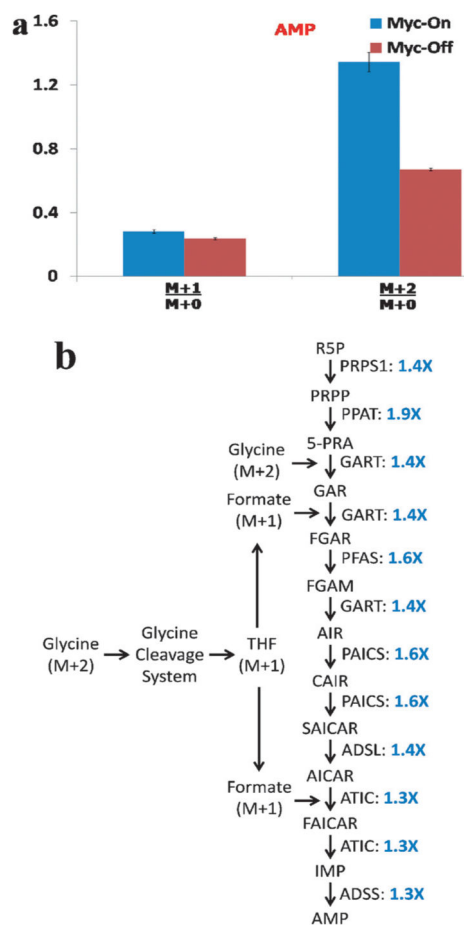 a
1.6
1.2
0.8
0.4
0
AMP
Myc-On
Myc-Off
M+1
M+0
M+2
M+0
b
R5P
PRPS1: 1.4X
PRPP
PPAT: 1.9X
5-PRA
Glycine
(M+2)
GART: 1.4X
GAR
Formate
(M+1)
GART: 1.4X
FGAR
PFAS: 1.6X
FGAM
GART: 1.4X
AIR
Glycine
(M+2)
Glycine
Cleavage
System
THF
(M+1)
PAICS: 1.6X
CAIR
PAICS: 1.6X
SAICAR
ADSL: 1.4X
AICAR
Formate
(M+1)
ATIC: 1.3X
FAICAR
ATIC: 1.3X
IMP
ADSS: 1.3X
AMP